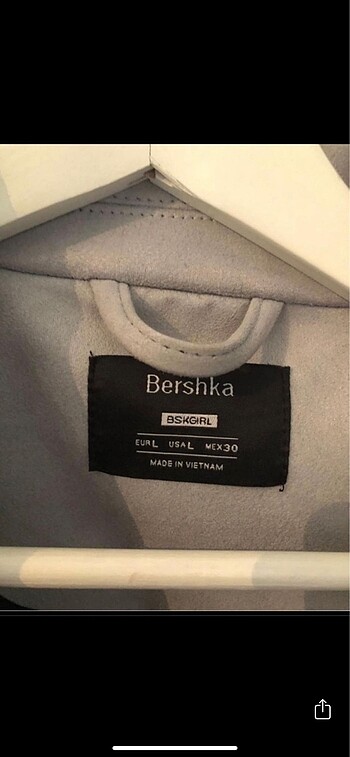 Bershka
BSKGIRL
EUR L USA L MEX 30
MADE IN VIETNAM